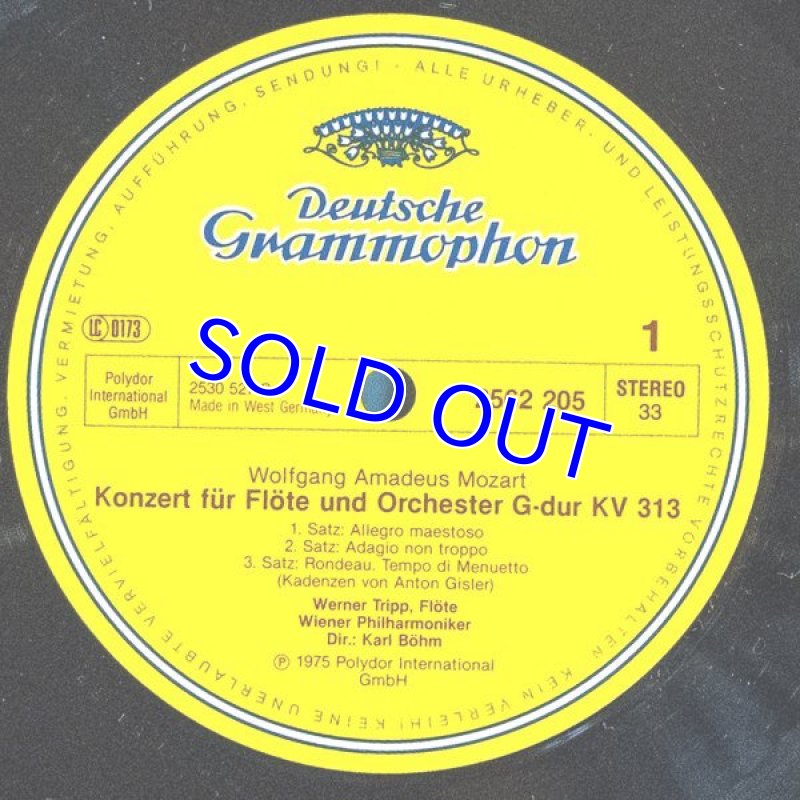 ALLE URHEBER- UND LEISTUNGSSCHUTZRECHTE VORBEHALTEN. KEIN VERLEIH! KEINE UNERLAUBTE VERVIELFÄLTIGUNG, VERMIETUNG, AUFFÜHRUNG, SENDUNG! ·
Deutsche
Grammophon
LC 0173
1
Polydor
International
GmbH
2530
Made in West Germany
205
STEREO
33
SOLD OUT
Wolfgang Amadeus Mozart
Konzert für Flöte und Orchester G-dur KV 313
1. Satz: Allegro maestoso
2. Satz: Adagio non troppo
3. Satz: Rondeau. Tempo di Menuetto
(Kadenzen von Anton Gisler)
Werner Tripp, Flöte
Wiener Philharmoniker
Dir.: Karl Böhm
Ⓟ 1975 Polydor International
GmbH